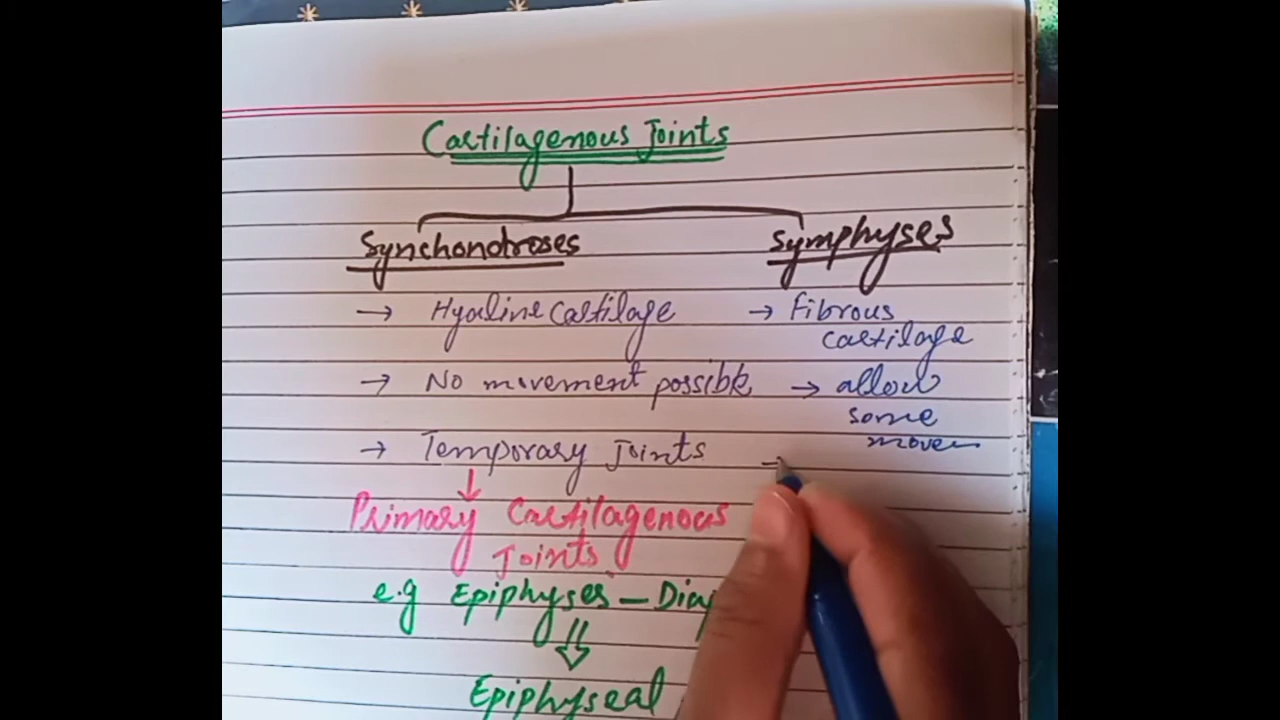 Cartilagenous Joints
Synchondroses
Symphyses
→ Hyaline Cartilage
→ No movement possible
→ Temporary Joints
↓
Primary Cartilagenous
Joints.
e.g Epiphyses –
⇓
Epiphyseal
→ Fibrous
cartilage
→ allow
some